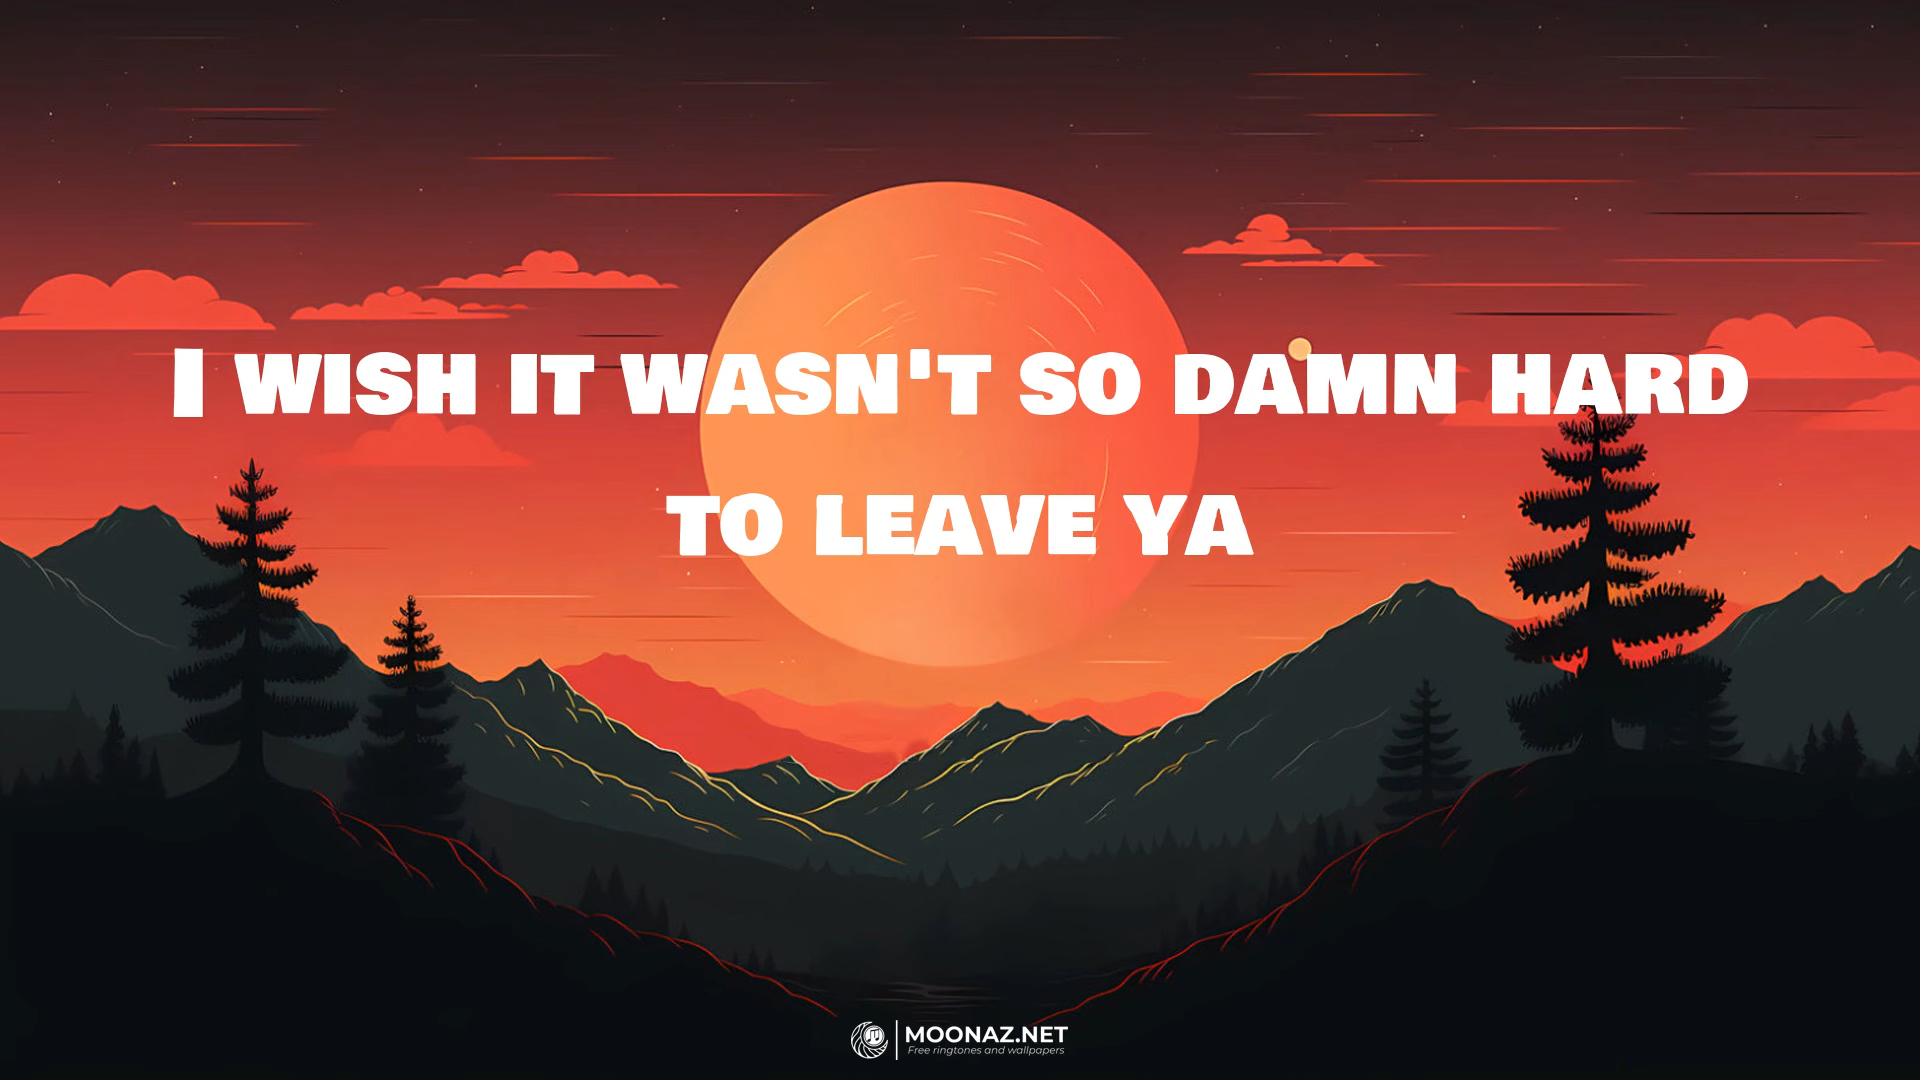 I WISH IT WASN'T SO DAMN HARD
TO LEAVE YA
MOONAZ.NET
Free ringtones and wallpapers